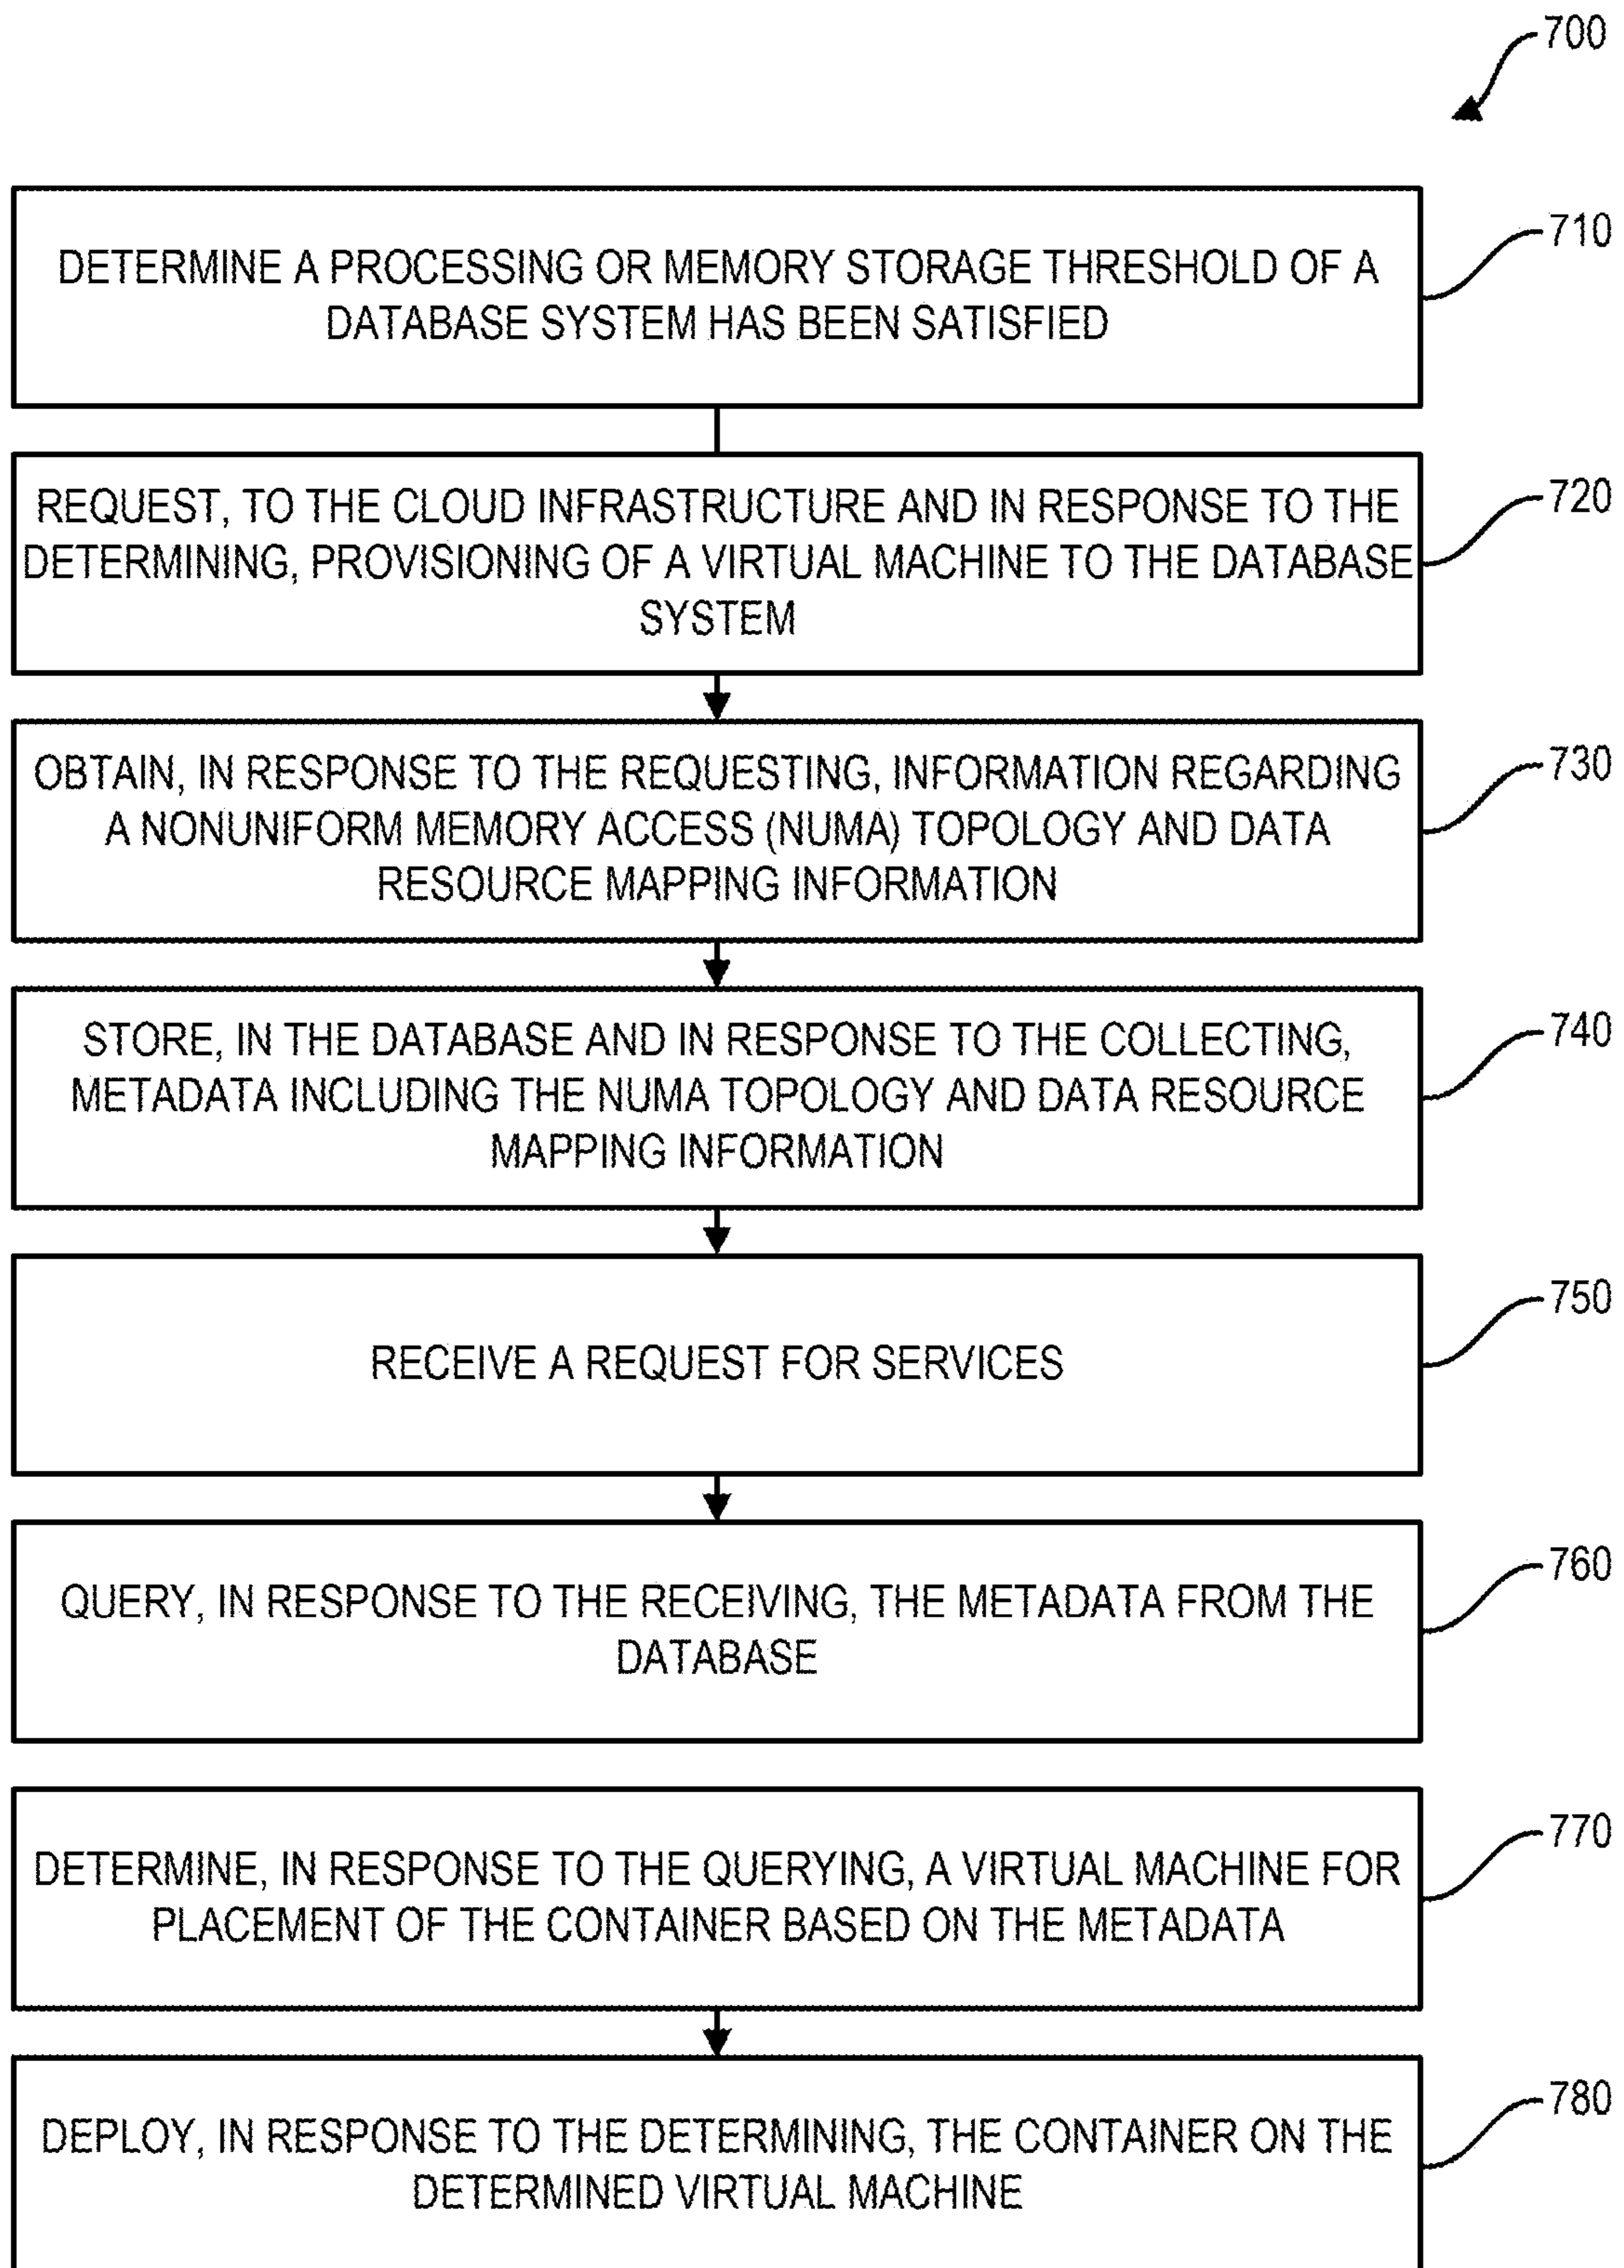 700
DETERMINE A PROCESSING OR MEMORY STORAGE THRESHOLD OF A
DATABASE SYSTEM HAS BEEN SATISFIED
710
REQUEST, TO THE CLOUD INFRASTRUCTURE AND IN RESPONSE TO THE
DETERMINING, PROVISIONING OF A VIRTUAL MACHINE TO THE DATABASE
SYSTEM
720
OBTAIN, IN RESPONSE TO THE REQUESTING, INFORMATION REGARDING
A NONUNIFORM MEMORY ACCESS (NUMA) TOPOLOGY AND DATA
RESOURCE MAPPING INFORMATION
730
STORE, IN THE DATABASE AND IN RESPONSE TO THE COLLECTING,
METADATA INCLUDING THE NUMA TOPOLOGY AND DATA RESOURCE
MAPPING INFORMATION
740
RECEIVE A REQUEST FOR SERVICES
750
QUERY, IN RESPONSE TO THE RECEIVING, THE METADATA FROM THE
DATABASE
760
DETERMINE, IN RESPONSE TO THE QUERYING, A VIRTUAL MACHINE FOR
PLACEMENT OF THE CONTAINER BASED ON THE METADATA
770
DEPLOY, IN RESPONSE TO THE DETERMINING, THE CONTAINER ON THE
DETERMINED VIRTUAL MACHINE
780